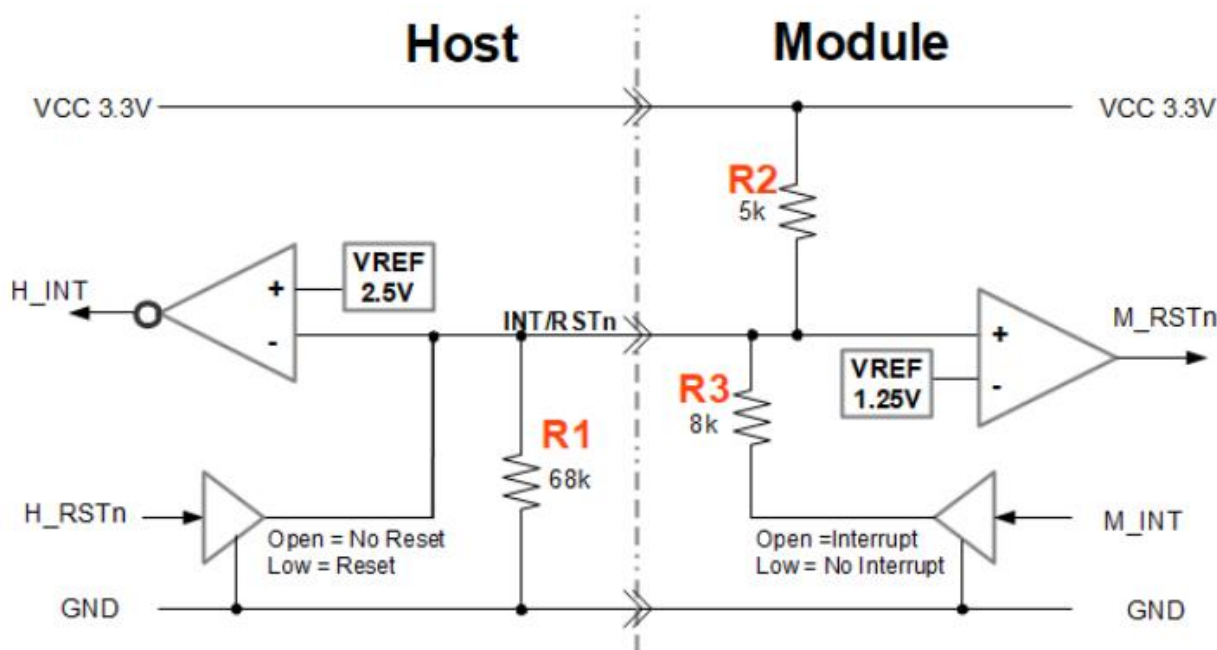 Host
Module
VCC 3.3V
VCC 3.3V
R2
5k
H_INT
+
VREF
2.5V
-
INT/RSTn
+
M_RSTn
VREF
1.25V
-
R3
8k
R1
68k
H_RSTn
Open = No Reset
Low = Reset
Open =Interrupt
Low = No Interrupt
M_INT
GND
GND